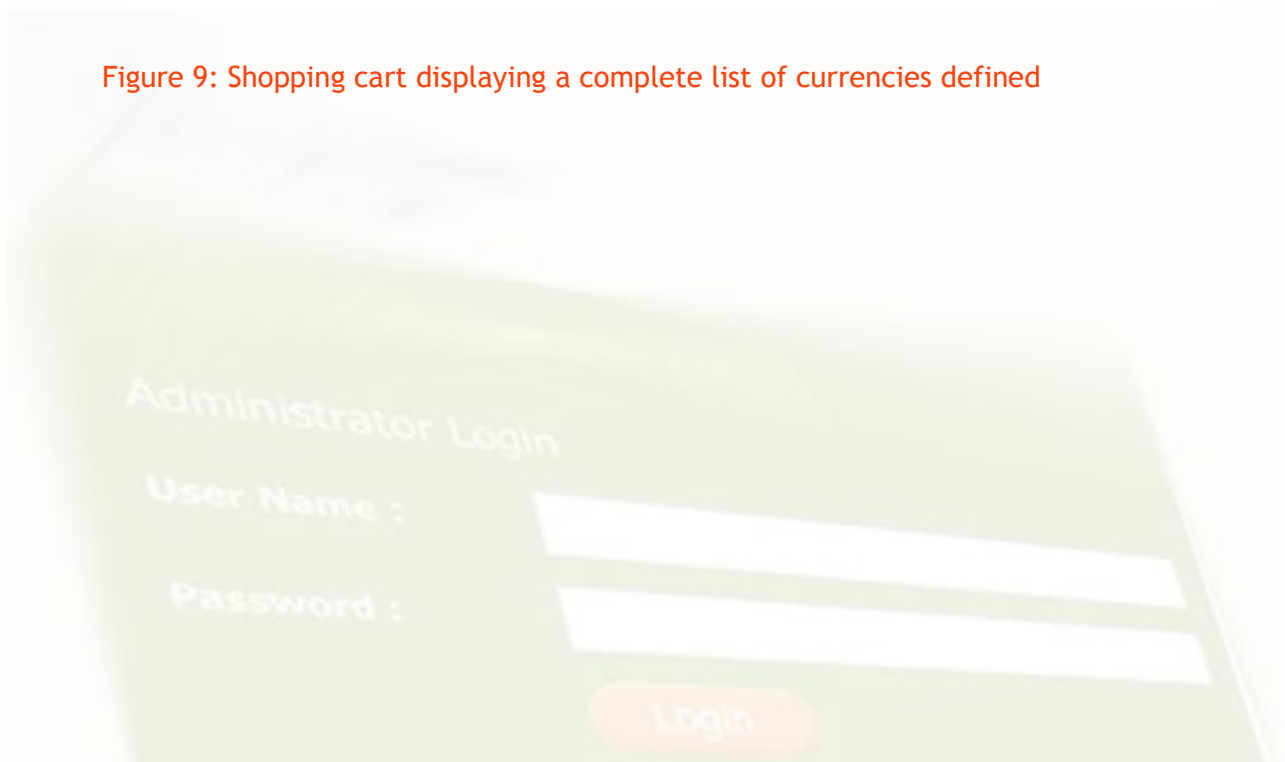 Figure 9: Shopping cart displaying a complete list of currencies defined
Administrator Login
User Name :
Password :
Login